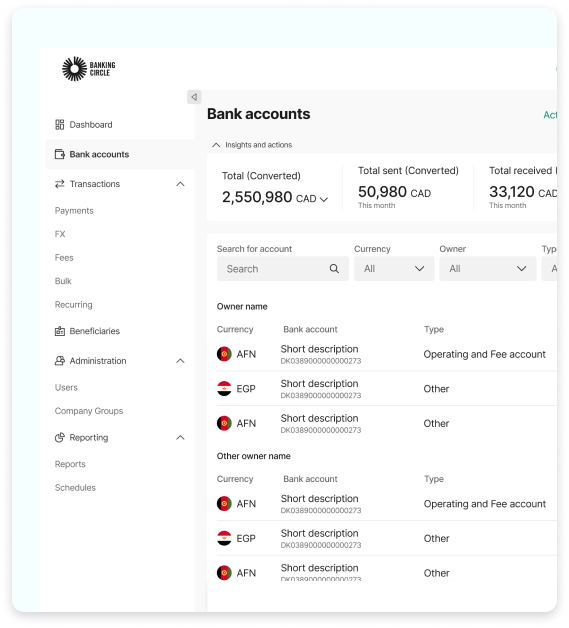 BANKING
CIRCLE
Dashboard
Bank accounts
Transactions
Payments
FX
Fees
Bulk
Recurring
Beneficiaries
Administration
Users
Company Groups
Reporting
Reports
Schedules
Bank accounts
Act
Insights and actions
Total (Converted)
2,550,980 CAD
Total sent (Converted)
50,980 CAD
This month
Total received (
33,120 CAD
This month
Search for account
Search
Currency
All
Owner
All
Typ
A
Owner name
Currency Bank account Type
AFN Short description Operating and Fee account
DK0389000000000273
EGP Short description Other
DK0389000000000273
AFN Short description Other
DK0389000000000273
Other owner name
Currency Bank account Type
AFN Short description Operating and Fee account
DK0389000000000273
EGP Short description Other
DK0389000000000273
AFN Short description Other
DK0389000000000273